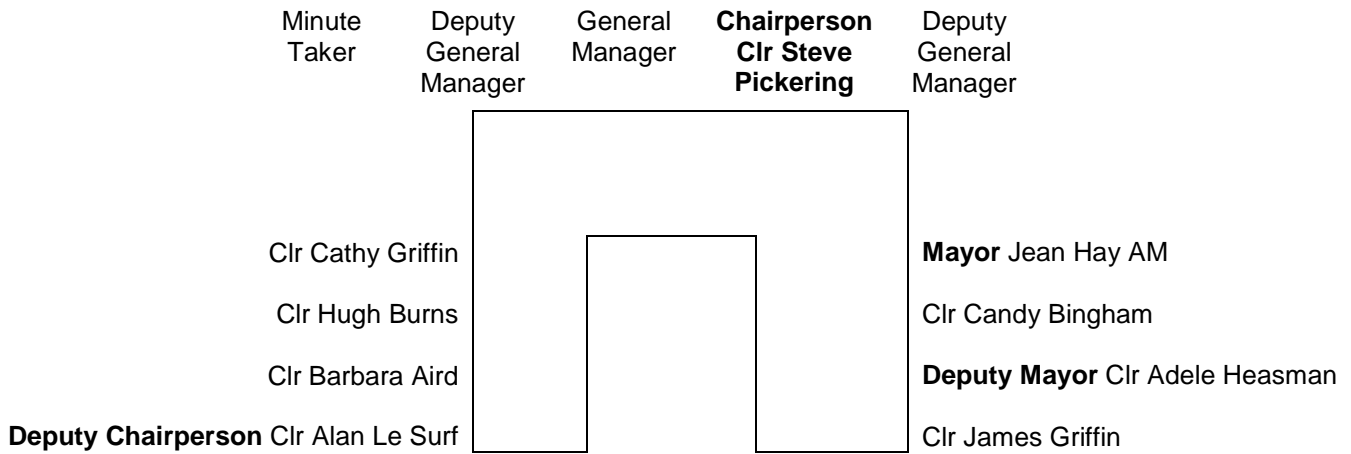 Minute Taker
Deputy General Manager
General Manager
Chairperson Clr Steve Pickering
Deputy General Manager
Clr Cathy Griffin
Mayor Jean Hay AM
Clr Hugh Burns
Clr Candy Bingham
Clr Barbara Aird
Deputy Mayor Clr Adele Heasman
Deputy Chairperson Clr Alan Le Surf
Clr James Griffin